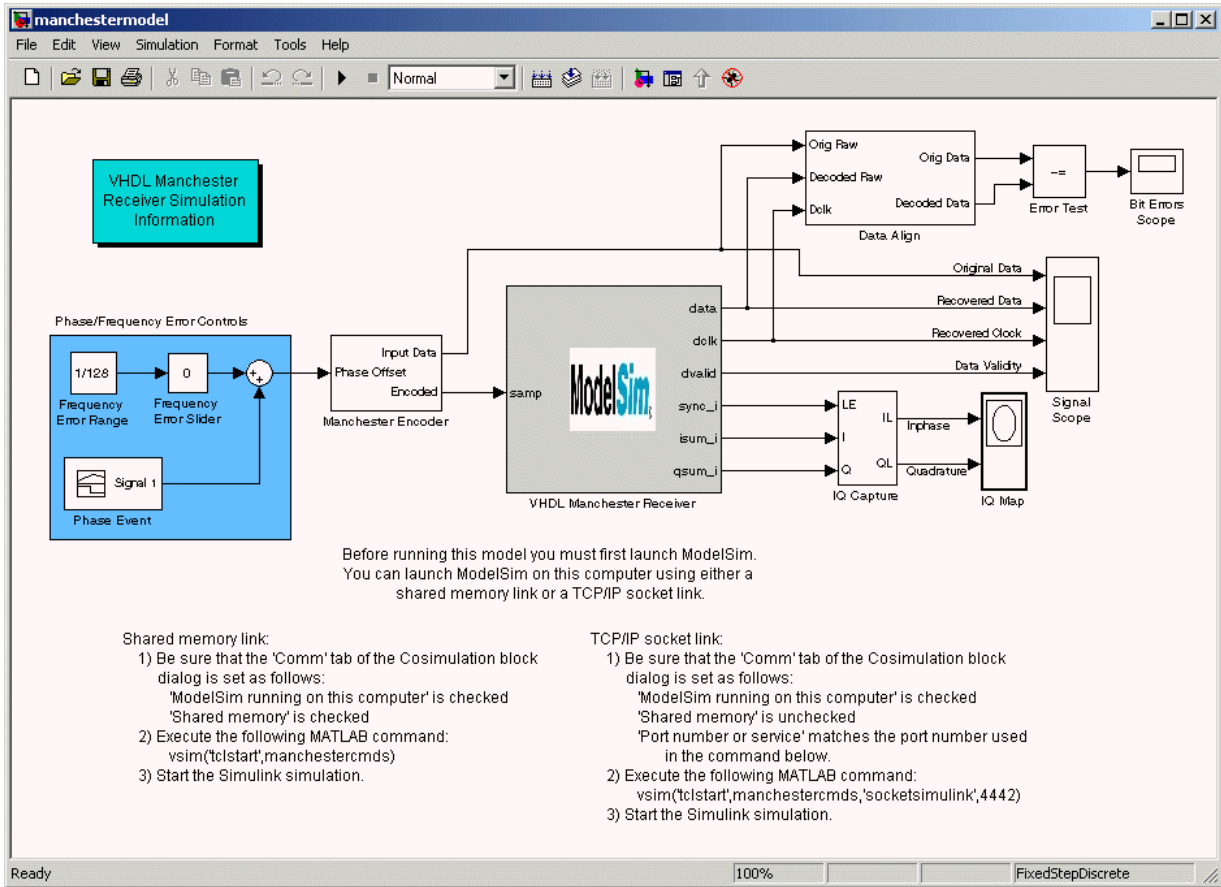 manchestermodel
File Edit View Simulation Format Tools Help
Normal
VHDL Manchester
Receiver Simulation
Information
Orig Raw
Decoded Raw
Dclk
Orig Data
Decoded Data
Data Align
~=
Error Test
Bit Errors
Scope
Original Data
Recovered Data
Recovered Clock
Data Validity
Signal
Scope
Phase/Frequency Error Controls
1/128
Frequency
Error Range
0
Frequency
Error Slider
+
+
Signal 1
Phase Event
Input Data
Phase Offset
Encoded
Manchester Encoder
samp
ModelSim
data
dclk
dvalid
sync_i
isum_i
qsum_i
VHDL Manchester Receiver
LE
I
Q
IL
QL
IQ Capture
Inphase
Quadrature
IQ Map
Before running this model you must first launch ModelSim.
You can launch ModelSim on this computer using either a
shared memory link or a TCP/IP socket link.
Shared memory link:
1) Be sure that the 'Comm' tab of the Cosimulation block
dialog is set as follows:
'ModelSim running on this computer' is checked
'Shared memory' is checked
2) Execute the following MATLAB command:
vsim('tclstart',manchestercmds)
3) Start the Simulink simulation.
TCP/IP socket link:
1) Be sure that the 'Comm' tab of the Cosimulation block
dialog is set as follows:
'ModelSim running on this computer' is checked
'Shared memory' is unchecked
'Port number or service' matches the port number used
in the command below.
2) Execute the following MATLAB command:
vsim('tclstart',manchestercmds,'socketsimulink',4442)
3) Start the Simulink simulation.
Ready
100%
FixedStepDiscrete